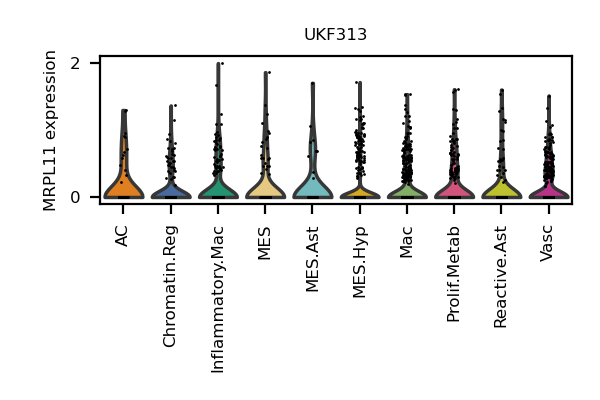 UKF313
MRPL11 expression
2
0
AC
Chromatin.Reg
Inflammatory.Mac
MES
MES.Ast
MES.Hyp
Mac
Prolif.Metab
Reactive.Ast
Vasc